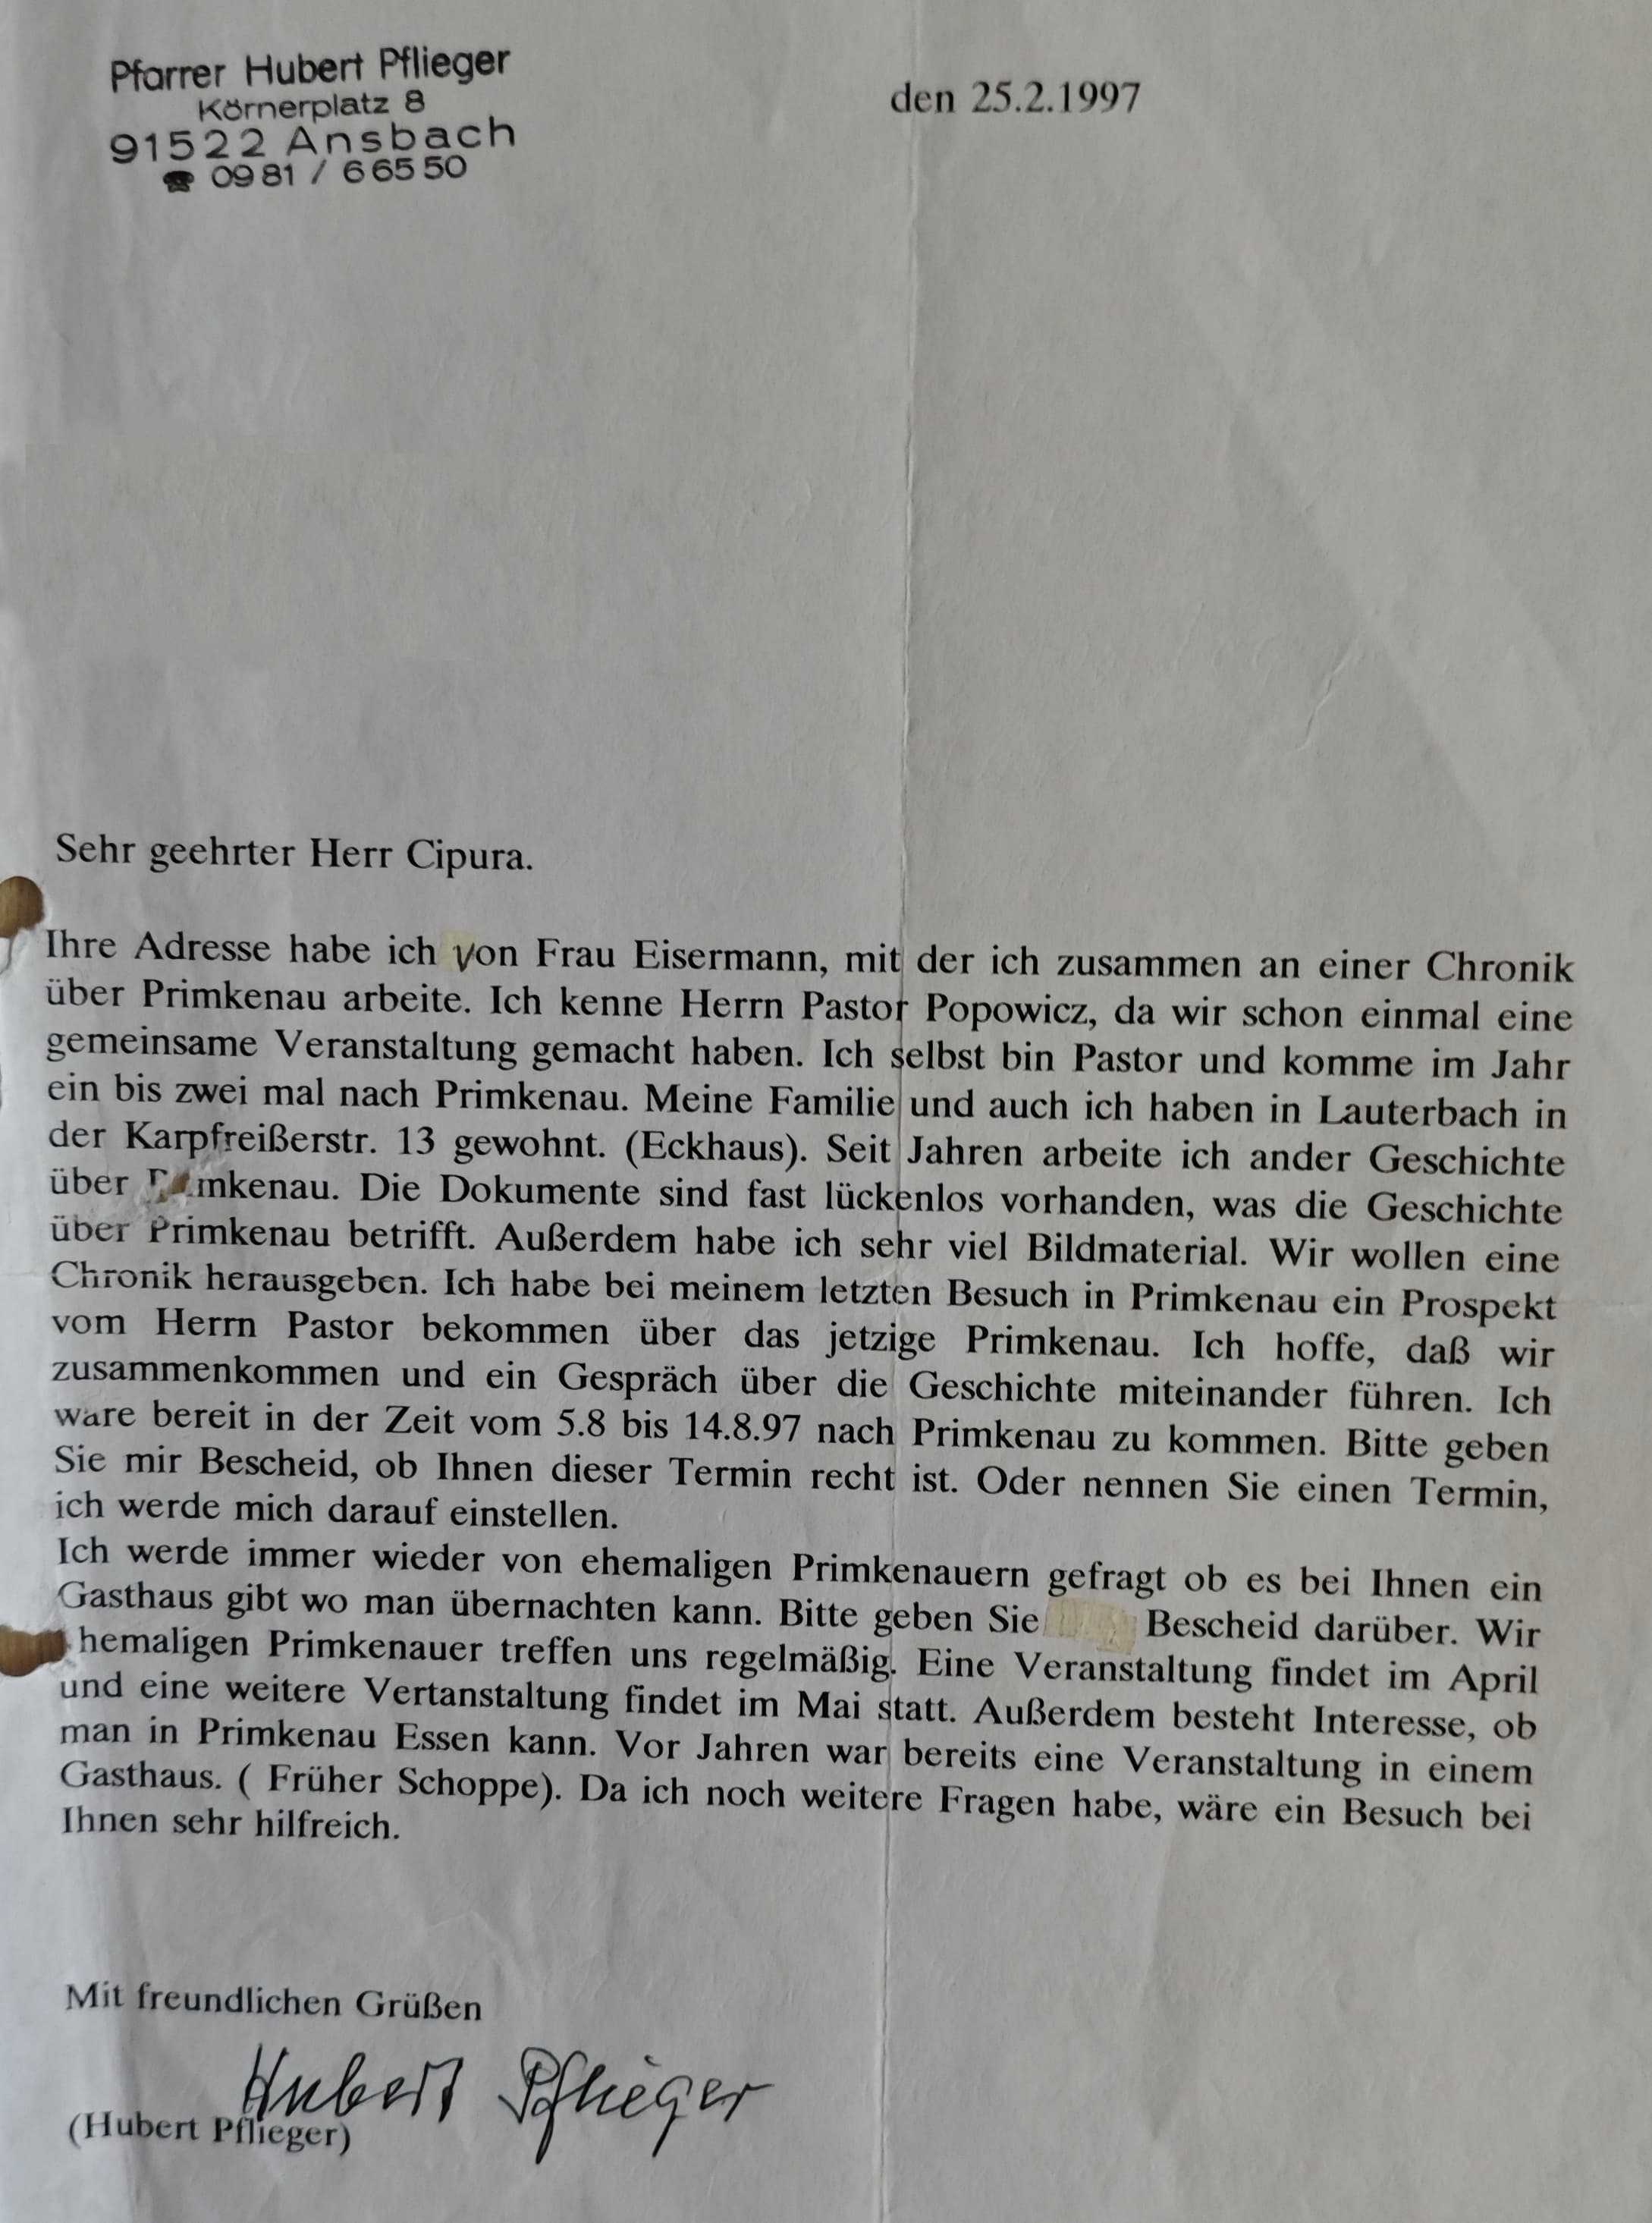 Pfarrer Hubert Pflieger
Körnerplatz 8
91522 Ansbach
☎ 0981 / 66550
den 25.2.1997
Sehr geehrter Herr Cipura.
Ihre Adresse habe ich von Frau Eisermann, mit der ich zusammen an einer Chronik
über Primkenau arbeite. Ich kenne Herrn Pastor Popowicz, da wir schon einmal eine
gemeinsame Veranstaltung gemacht haben. Ich selbst bin Pastor und komme im Jahr
ein bis zwei mal nach Primkenau. Meine Familie und auch ich haben in Lauterbach in
der Karpfreißerstr. 13 gewohnt. (Eckhaus). Seit Jahren arbeite ich ander Geschichte
über Primkenau. Die Dokumente sind fast lückenlos vorhanden, was die Geschichte
über Primkenau betrifft. Außerdem habe ich sehr viel Bildmaterial. Wir wollen eine
Chronik herausgeben. Ich habe bei meinem letzten Besuch in Primkenau ein Prospekt
vom Herrn Pastor bekommen über das jetzige Primkenau. Ich hoffe, daß wir
zusammenkommen und ein Gespräch über die Geschichte miteinander führen. Ich
ware bereit in der Zeit vom 5.8 bis 14.8.97 nach Primkenau zu kommen. Bitte geben
Sie mir Bescheid, ob Ihnen dieser Termin recht ist. Oder nennen Sie einen Termin,
ich werde mich darauf einstellen.
Ich werde immer wieder von ehemaligen Primkenauern gefragt ob es bei Ihnen ein
Gasthaus gibt wo man übernachten kann. Bitte geben Sie Bescheid darüber. Wir
hemaligen Primkenauer treffen uns regelmäßig. Eine Veranstaltung findet im April
und eine weitere Vertanstaltung findet im Mai statt. Außerdem besteht Interesse, ob
man in Primkenau Essen kann. Vor Jahren war bereits eine Veranstaltung in einem
Gasthaus. ( Früher Schoppe). Da ich noch weitere Fragen habe, wäre ein Besuch bei
Ihnen sehr hilfreich.
Mit freundlichen Grüßen
Hubert Pflieger
(Hubert Pflieger)